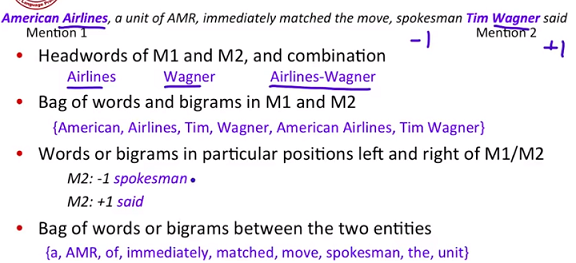 American Airlines, a unit of AMR, immediately matched the move, spokesman Tim Wagner said
Mention 1 Mention 2
-1 +1
• Headwords of M1 and M2, and combination
Airlines Wagner Airlines-Wagner
• Bag of words and bigrams in M1 and M2
{American, Airlines, Tim, Wagner, American Airlines, Tim Wagner}
• Words or bigrams in particular positions left and right of M1/M2
M2: -1 spokesman
M2: +1 said
• Bag of words or bigrams between the two entities
{a, AMR, of, immediately, matched, move, spokesman, the, unit}